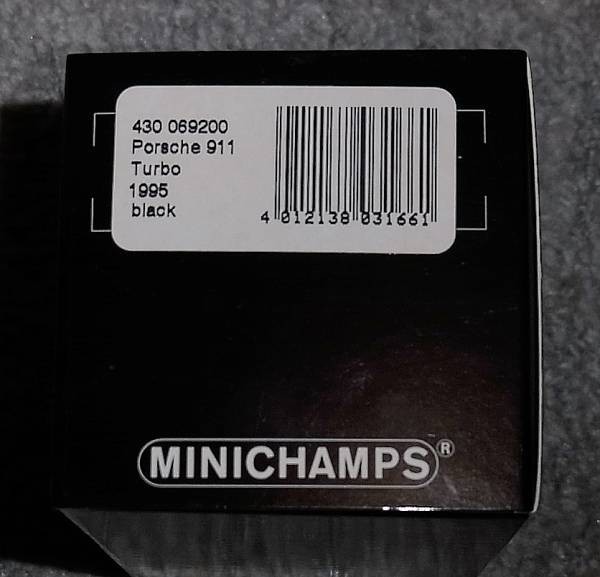 430 069200
Porsche 911
Turbo
1995
black
4 012138 031661
MINICHAMPS®